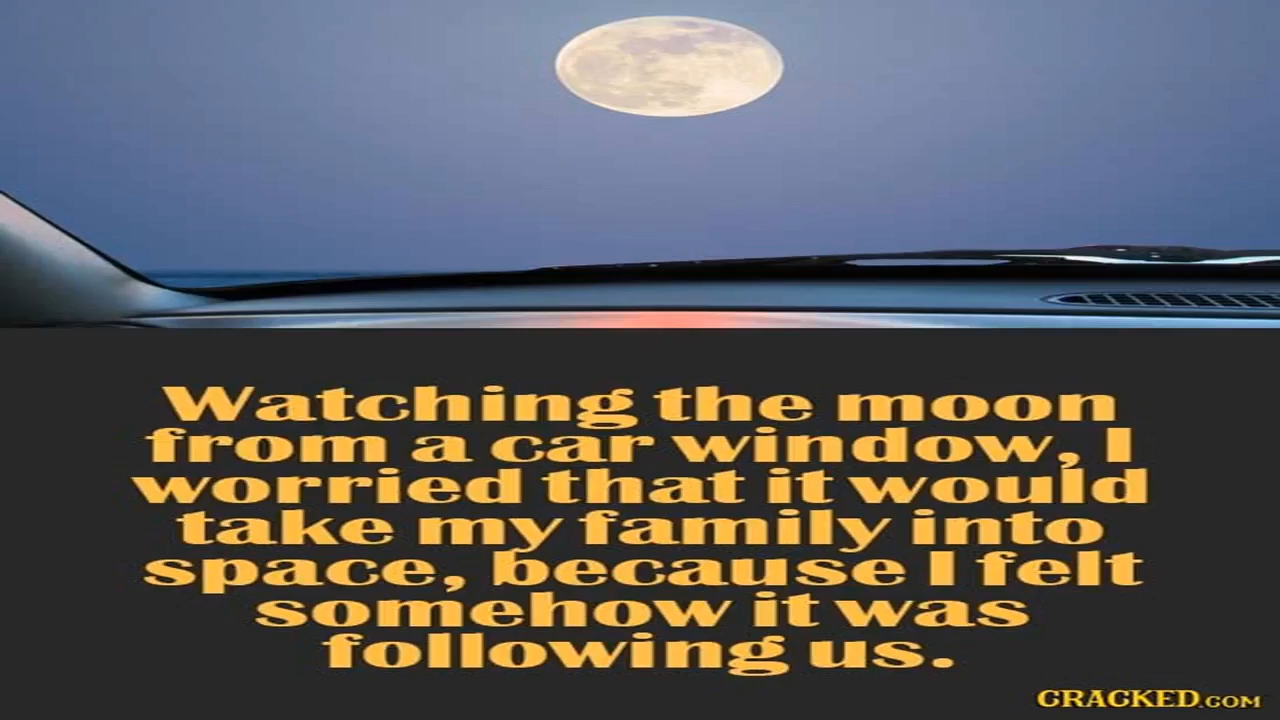 Watching the moon
from a car window, I
worried that it would
take my family into
space, because I felt
somehow it was
following us.
CRACKED.COM